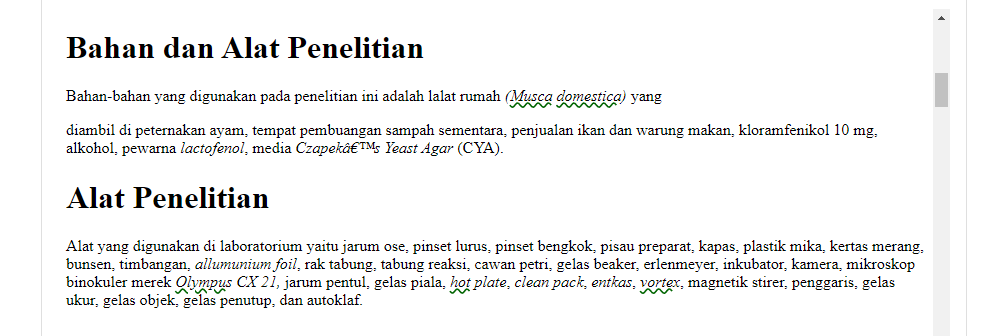 Bahan dan Alat Penelitian
Bahan-bahan yang digunakan pada penelitian ini adalah lalat rumah (Musca domestica) yang
diambil di peternakan ayam, tempat pembuangan sampah sementara, penjualan ikan dan warung makan, kloramfenikol 10 mg,
alkohol, pewarna lactofenol, media Czapekâ€™s Yeast Agar (CYA).
Alat Penelitian
Alat yang digunakan di laboratorium yaitu jarum ose, pinset lurus, pinset bengkok, pisau preparat, kapas, plastik mika, kertas merang,
bunsen, timbangan, allumunium foil, rak tabung, tabung reaksi, cawan petri, gelas beaker, erlenmeyer, inkubator, kamera, mikroskop
binokuler merek Olympus CX 21, jarum pentul, gelas piala, hot plate, clean pack, entkas, vortex, magnetik stirer, penggaris, gelas
ukur, gelas objek, gelas penutup, dan autoklaf.